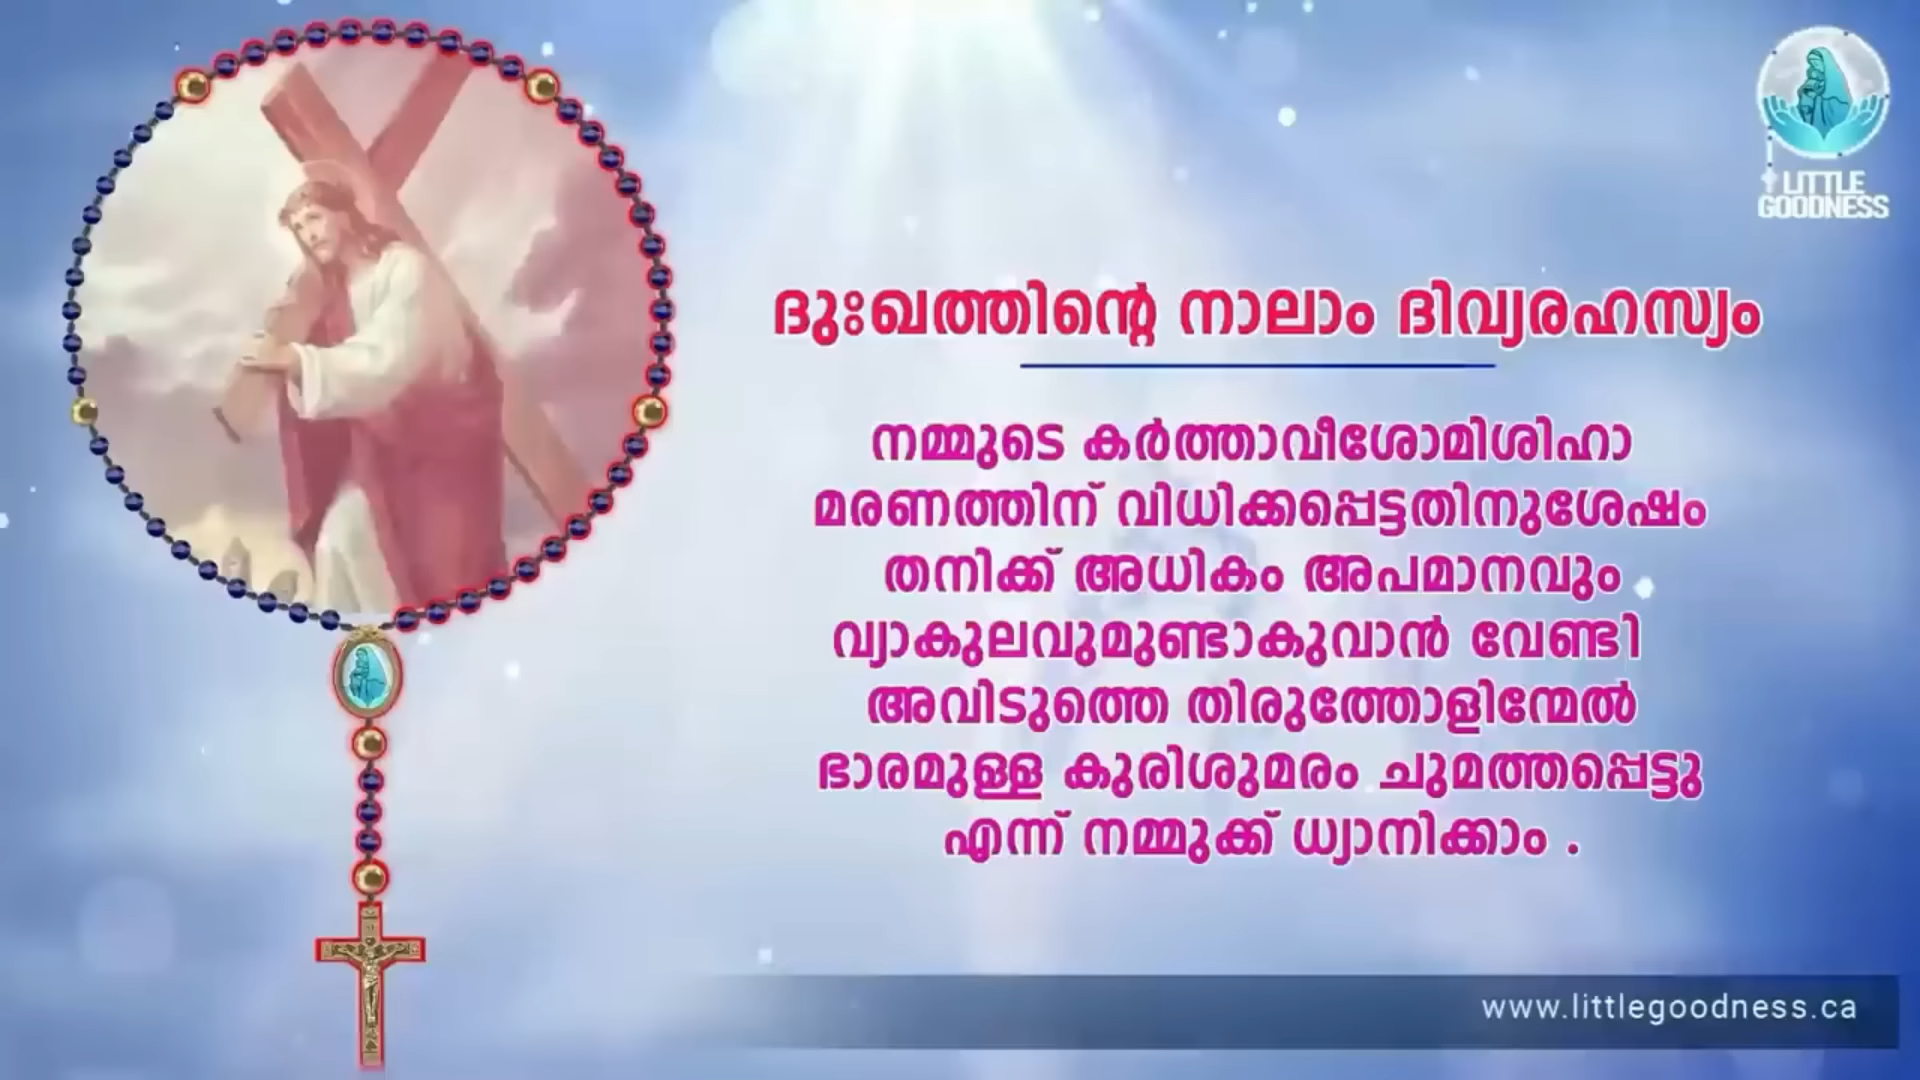 LITTLE
GOODNESS
ദുഃഖത്തിന്റെ നാലാം ദിവ്യരഹസ്യം
നമ്മുടെ കർത്താവീശോമിശിഹാ
മരണത്തിന് വിധിക്കപ്പെട്ടതിനുശേഷം
തനിക്ക് അധികം അപമാനവും
വ്യാകുലവുമുണ്ടാകുവാൻ വേണ്ടി
അവിടുത്തെ തിരുത്തോളിന്മേൽ
ഭാരമുള്ള കുരിശുമരം ചുമത്തപ്പെട്ടു
എന്ന് നമ്മുക്ക് ധ്യാനിക്കാം .
www.littlegoodness.ca